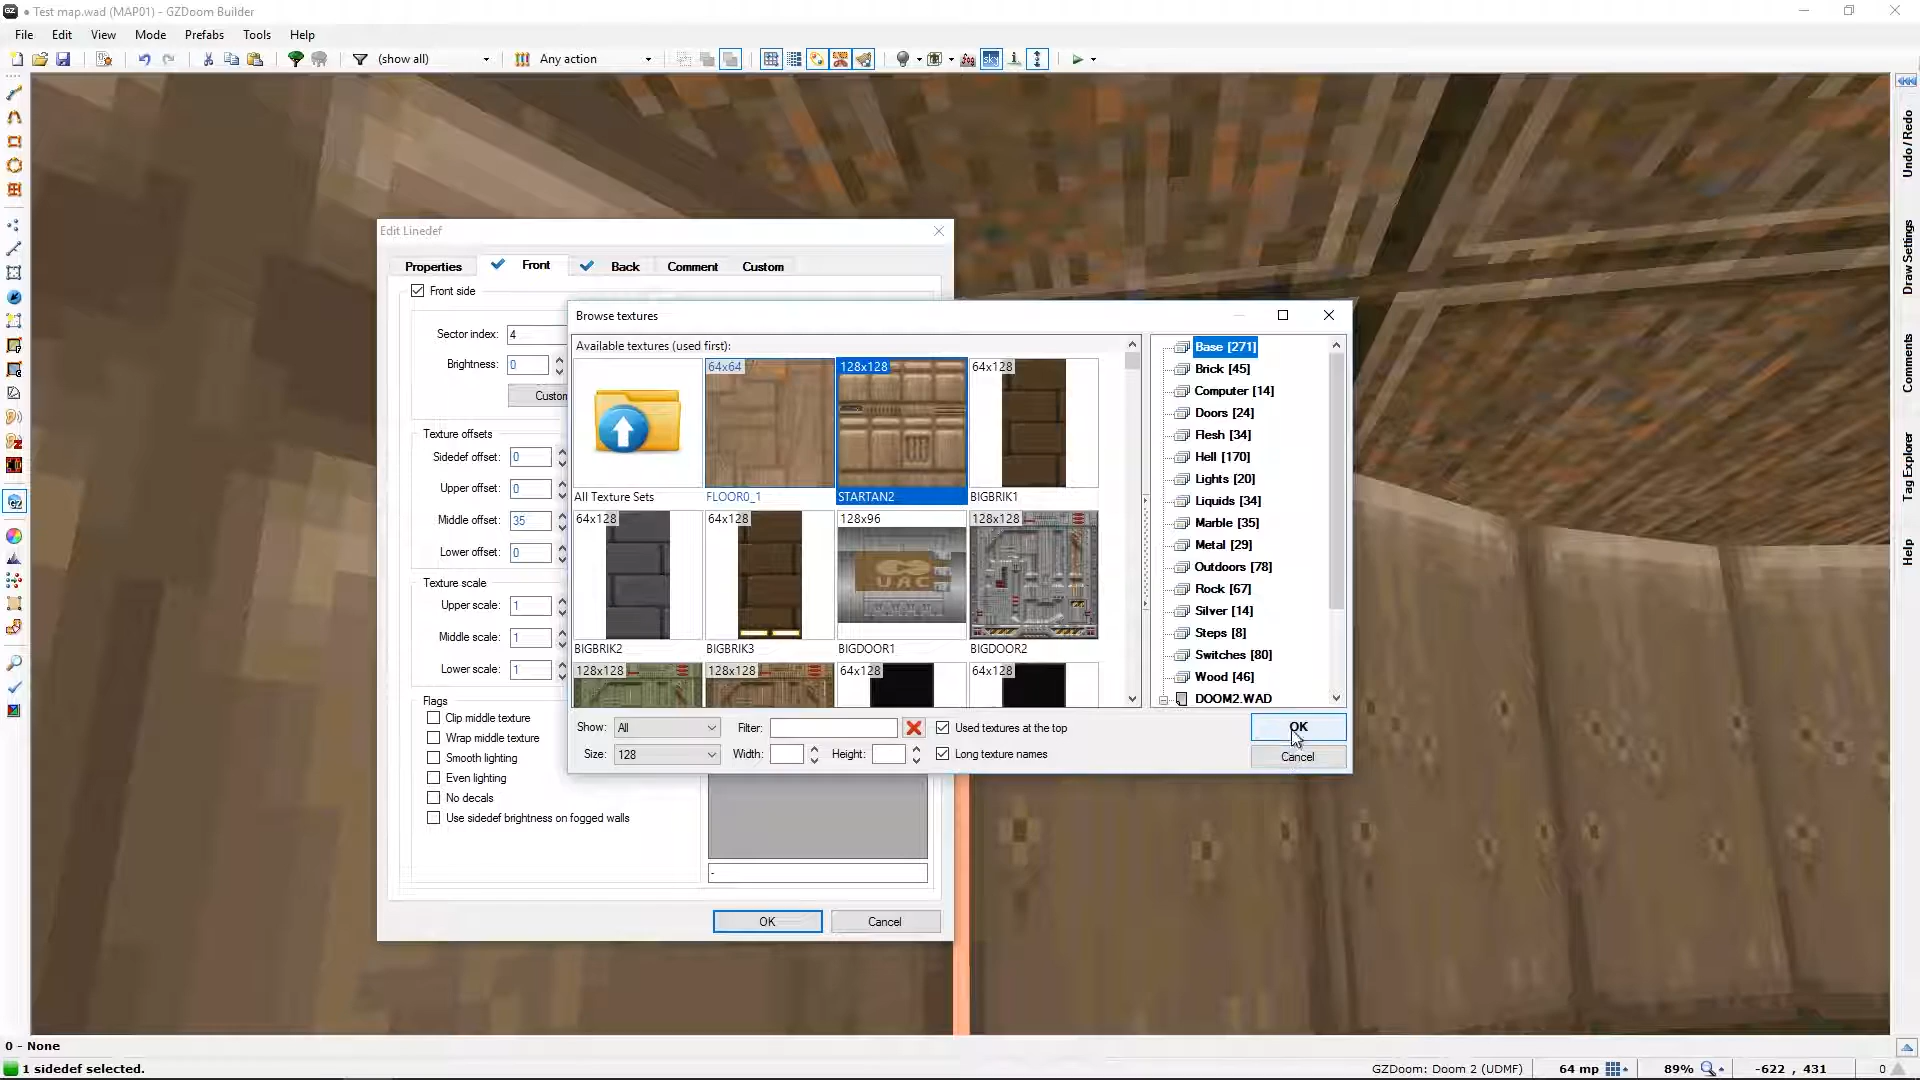 • Test map.wad (MAP01) - GZDoom Builder
File Edit View Mode Prefabs Tools Help
(show all)
Any action
fog
sky
Undo / Redo
Draw Settings
Comments
Tag Explorer
Help
Edit Linedef
Properties
Front
Back
Comment
Custom
Front side
Sector index: 4
Brightness: 0
Custom
Texture offsets
Sidedef offset: 0
Upper offset: 0
Middle offset: 35
Lower offset: 0
Texture scale
Upper scale: 1
Middle scale: 1
Lower scale: 1
Flags
Clip middle texture
Wrap middle texture
Smooth lighting
Even lighting
No decals
Use sidedef brightness on fogged walls
-
OK
Cancel
Browse textures
Available textures (used first):
64x64
128x128
64x128
All Texture Sets
FLOOR0_1
STARTAN2
BIGBRIK1
64x128
64x128
128x96
128x128
UAC
BIGBRIK2
BIGBRIK3
BIGDOOR1
BIGDOOR2
128x128
128x128
64x128
64x128
Base [271]
Brick [45]
Computer [14]
Doors [24]
Flesh [34]
Hell [170]
Lights [20]
Liquids [34]
Marble [35]
Metal [29]
Outdoors [78]
Rock [67]
Silver [14]
Steps [8]
Switches [80]
Wood [46]
DOOM2.WAD
Show: All
Filter:
Used textures at the top
OK
Size: 128
Width:
Height:
Long texture names
Cancel
0 - None
1 sidedef selected.
GZDoom: Doom 2 (UDMF)
64 mp
89%
-622 , 431
0